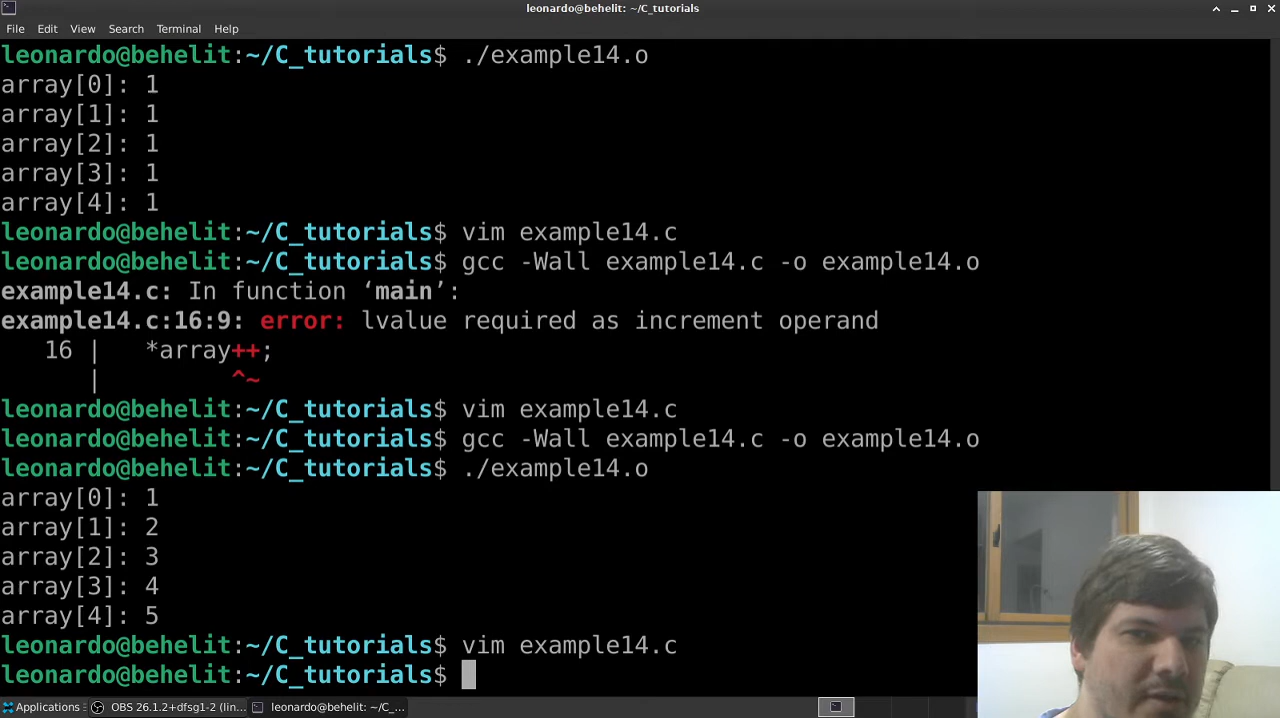 leonardo@behelit: ~/C_tutorials
File Edit View Search Terminal Help
leonardo@behelit:~/C_tutorials$ ./example14.o
array[0]: 1
array[1]: 1
array[2]: 1
array[3]: 1
array[4]: 1
leonardo@behelit:~/C_tutorials$ vim example14.c
leonardo@behelit:~/C_tutorials$ gcc -Wall example14.c -o example14.o
example14.c: In function ‘main’:
example14.c:16:9: error: lvalue required as increment operand
16 | *array++;
| ^~
leonardo@behelit:~/C_tutorials$ vim example14.c
leonardo@behelit:~/C_tutorials$ gcc -Wall example14.c -o example14.o
leonardo@behelit:~/C_tutorials$ ./example14.o
array[0]: 1
array[1]: 2
array[2]: 3
array[3]: 4
array[4]: 5
leonardo@behelit:~/C_tutorials$ vim example14.c
leonardo@behelit:~/C_tutorials$
Applications OBS 26.1.2+dfsg1-2 (lin... leonardo@behelit: ~/C_...